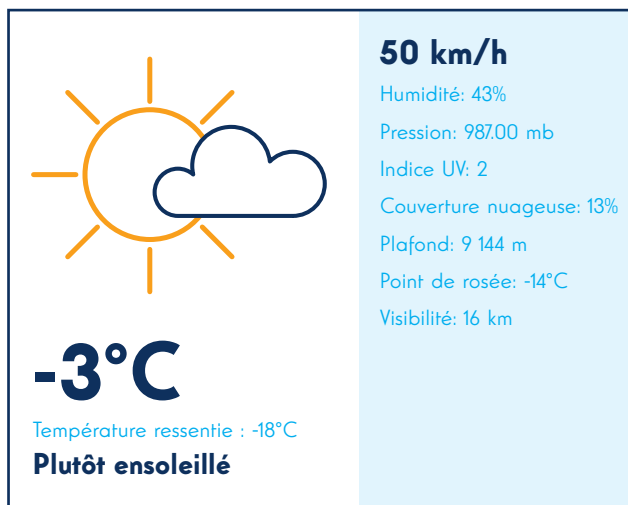 -3°C
Température ressentie : -18°C
Plutôt ensoleillé
50 km/h
Humidité: 43%
Pression: 987.00 mb
Indice UV: 2
Couverture nuageuse: 13%
Plafond: 9 144 m
Point de rosée: -14°C
Visibilité: 16 km